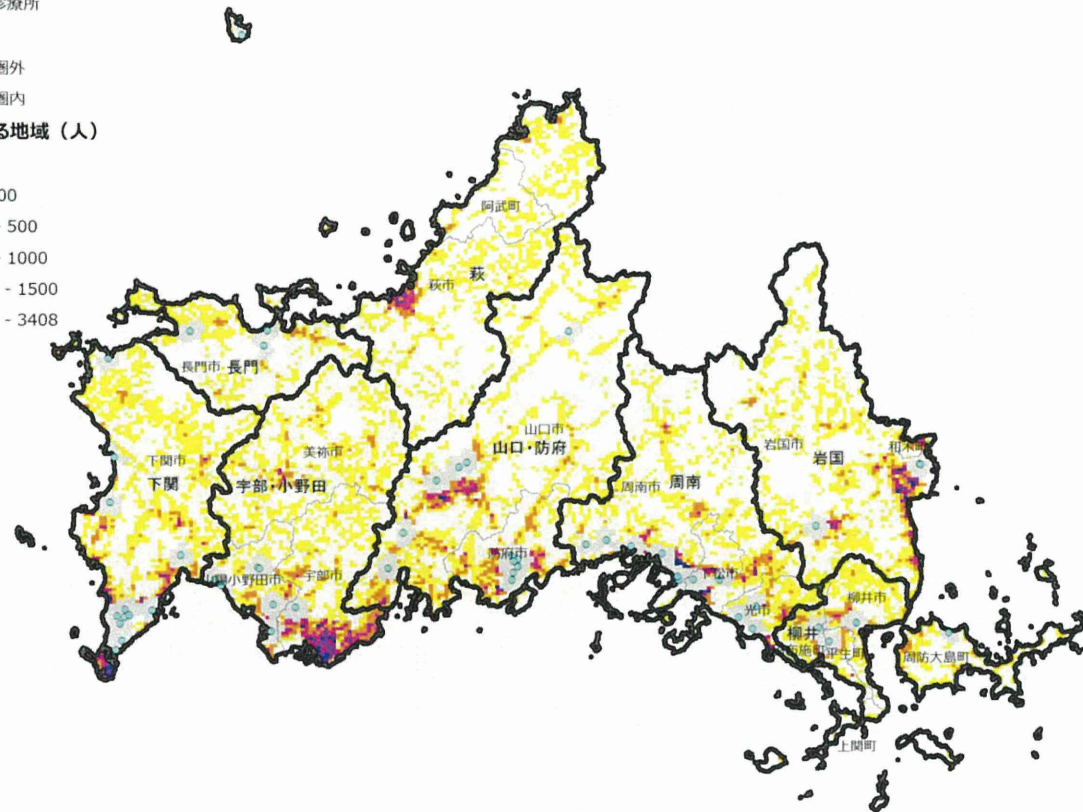 診療所
圏外
圏内
る地域（人）
00
500
1000
- 1500
- 3408
阿武町
萩
萩市
長門市 長門
下関市
下関
美祢市
宇部・小野田
山口市
山口・防府
岩国市
岩国
和木町
周南市 周南
防府市
小野田市
宇部市
下松市
光市
柳井市
柳井
布施町
平生町
周防大島町
上関町